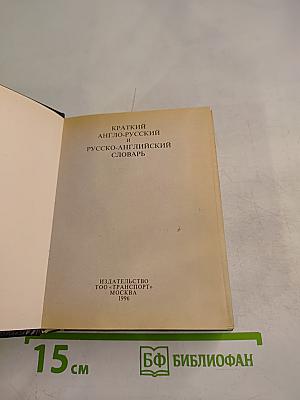 КРАТКИЙ
АНГЛО-РУССКИЙ
и
РУССКО-АНГЛИЙСКИЙ
СЛОВАРЬ
ИЗДАТЕЛЬСТВО
ТОО «ТРАНСПОРТ»
МОСКВА
1996
15 см
БФ БИБЛИОФАН